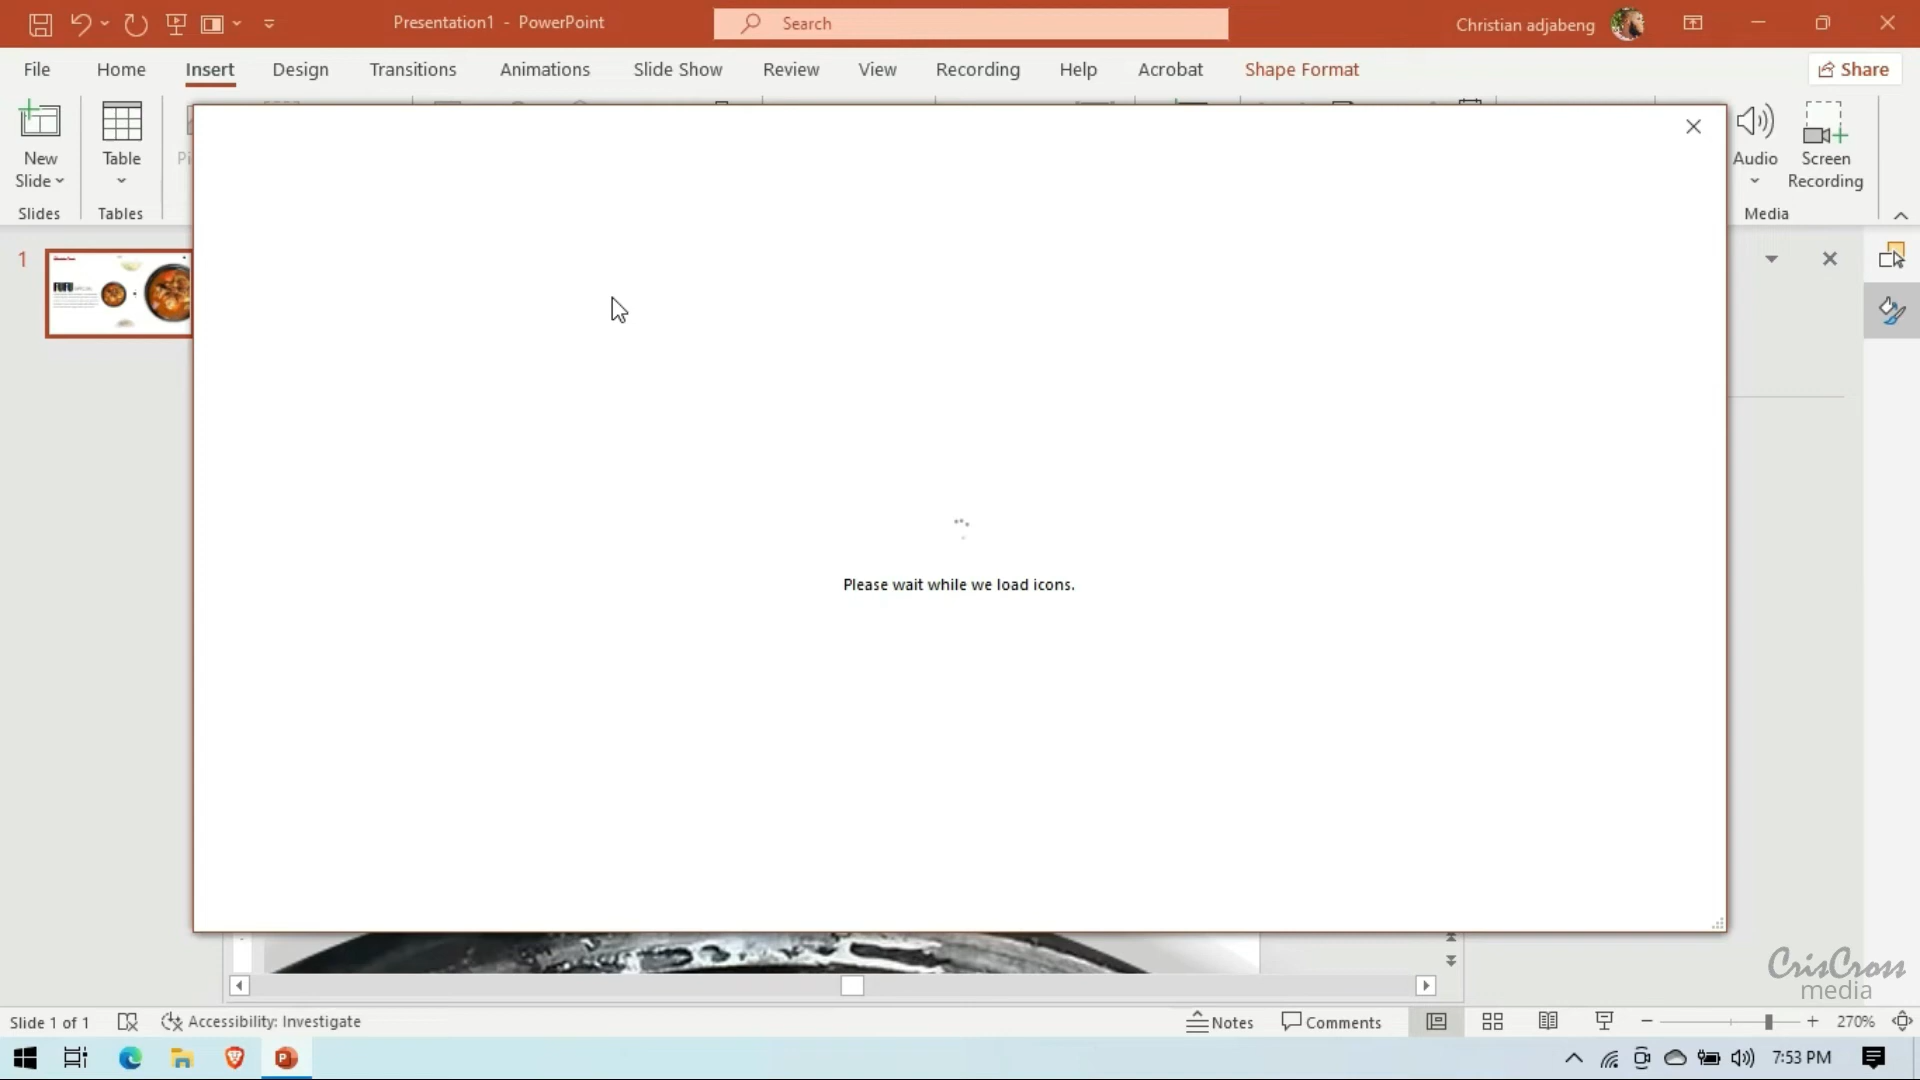 Presentation1 - PowerPoint
Search
Christian adjabeng
File Home Insert Design Transitions Animations Slide Show Review View Recording Help Acrobat Shape Format Share
New Slide
Table
Audio
Screen Recording
Slides
Tables
Media
1
FUFU
Please wait while we load icons.
CrisCross
media
Slide 1 of 1
Accessibility: Investigate
Notes
Comments
270%
7:53 PM